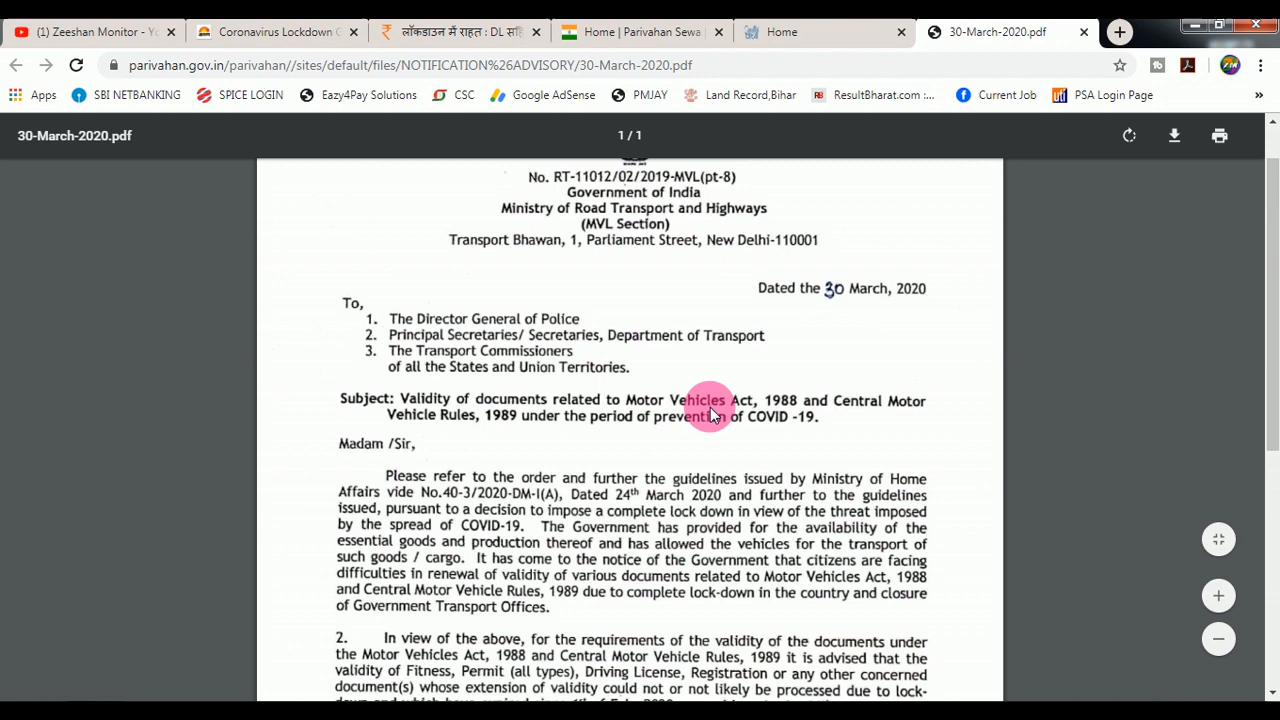 (1) Zeeshan Monitor - Yo
Coronavirus Lockdown
लॉकडाउन में राहत : DL सहि
Home | Parivahan Sewa
Home
30-March-2020.pdf
parivahan.gov.in/parivahan//sites/default/files/NOTIFICATION%26ADVISORY/30-March-2020.pdf
Apps
SBI NETBANKING
SPICE LOGIN
Eazy4Pay Solutions
CSC
Google AdSense
PMJAY
Land Record,Bihar
ResultBharat.com :...
Current Job
PSA Login Page
»
30-March-2020.pdf
1 / 1
No. RT-11012/02/2019-MVL(pt-8)
Government of India
Ministry of Road Transport and Highways
(MVL Section)
Transport Bhawan, 1, Parliament Street, New Delhi-110001
Dated the 30 March, 2020
To,
1. The Director General of Police
2. Principal Secretaries/ Secretaries, Department of Transport
3. The Transport Commissioners
of all the States and Union Territories.
Subject: Validity of documents related to Motor Vehicles Act, 1988 and Central Motor
Vehicle Rules, 1989 under the period of prevention of COVID -19.
Madam /Sir,
Please refer to the order and further the guidelines issued by Ministry of Home
Affairs vide No.40-3/2020-DM-I(A), Dated 24th March 2020 and further to the guidelines
issued, pursuant to a decision to impose a complete lock down in view of the threat imposed
by the spread of COVID-19. The Government has provided for the availability of the
essential goods and production thereof and has allowed the vehicles for the transport of
such goods / cargo. It has come to the notice of the Government that citizens are facing
difficulties in renewal of validity of various documents related to Motor Vehicles Act, 1988
and Central Motor Vehicle Rules, 1989 due to complete lock-down in the country and closure
of Government Transport Offices.
2. In view of the above, for the requirements of the validity of the documents under
the Motor Vehicles Act, 1988 and Central Motor Vehicle Rules, 1989 it is advised that the
validity of Fitness, Permit (all types), Driving License, Registration or any other concerned
document(s) whose extension of validity could not or not likely be processed due to lock-